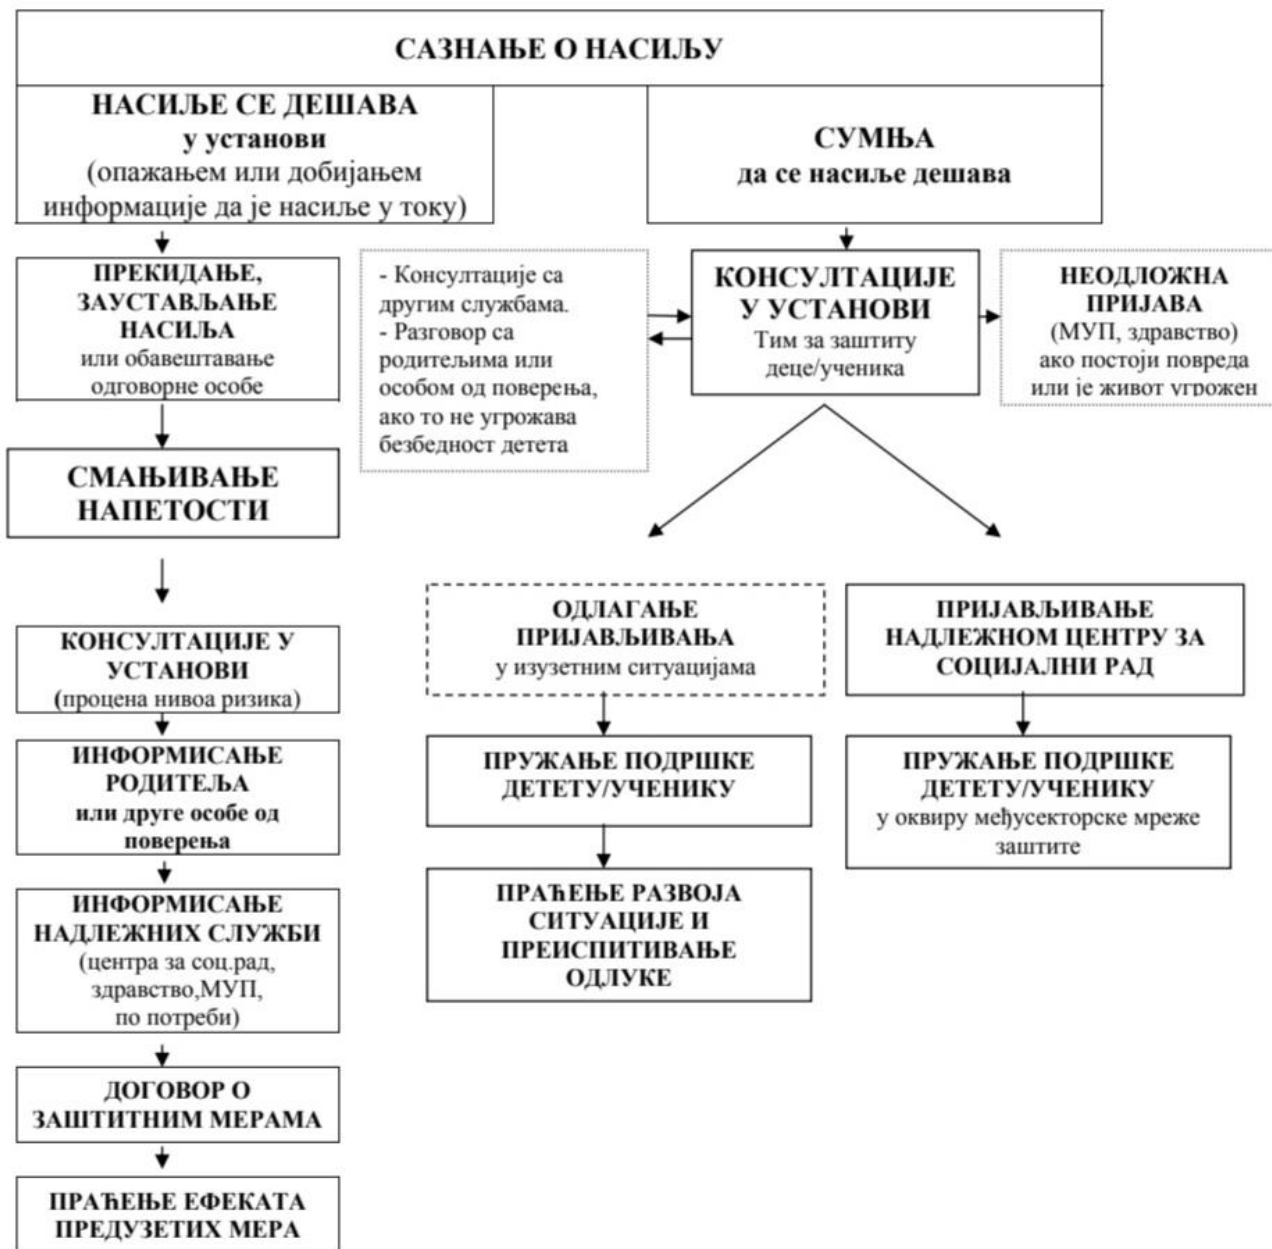 САЗНАЊЕ О НАСИЉУ
НАСИЉЕ СЕ ДЕШАВА
у установи
(опажањем или добијањем
информације да је насиље у току)
СУМЊА
да се насиље дешава
ПРЕКИДАЊЕ,
ЗАУСТАВЉАЊЕ
НАСИЉА
или обавештавање
одговорне особе
- Консултације са
другим службама.
- Разговор са
родитељима или
особом од поверења,
ако то не угрожава
безбедност детета
КОНСУЛТАЦИЈЕ
У УСТАНОВИ
Тим за заштиту
деце/ученика
НЕОДЛОЖНА
ПРИЈАВА
(МУП, здравство)
ако постоји повреда
или је живот угрожен
СМАЊИВАЊЕ
НАПЕТОСТИ
КОНСУЛТАЦИЈЕ У
УСТАНОВИ
(процена нивоа ризика)
ИНФОРМИСАЊЕ
РОДИТЕЉА
или друге особе од
поверења
ИНФОРМИСАЊЕ
НАДЛЕЖНИХ СЛУЖБИ
(центра за соц.рад,
здравство,МУП,
по потреби)
ДОГОВОР О
ЗАШТИТНИМ МЕРАМА
ПРАЋЕЊЕ ЕФЕКАТА
ПРЕДУЗЕТИХ МЕРА
ОДЛАГАЊЕ
ПРИЈАВЉИВАЊА
у изузетним ситуацијама
ПРУЖАЊЕ ПОДРШКЕ
ДЕТЕТУ/УЧЕНИКУ
ПРАЋЕЊЕ РАЗВОЈА
СИТУАЦИЈЕ И
ПРЕИСПИТИВАЊЕ
ОДЛУКЕ
ПРИЈАВЉИВАЊЕ
НАДЛЕЖНОМ ЦЕНТРУ ЗА
СОЦИЈАЛНИ РАД
ПРУЖАЊЕ ПОДРШКЕ
ДЕТЕТУ/УЧЕНИКУ
у оквиру међусекторске мреже
заштите